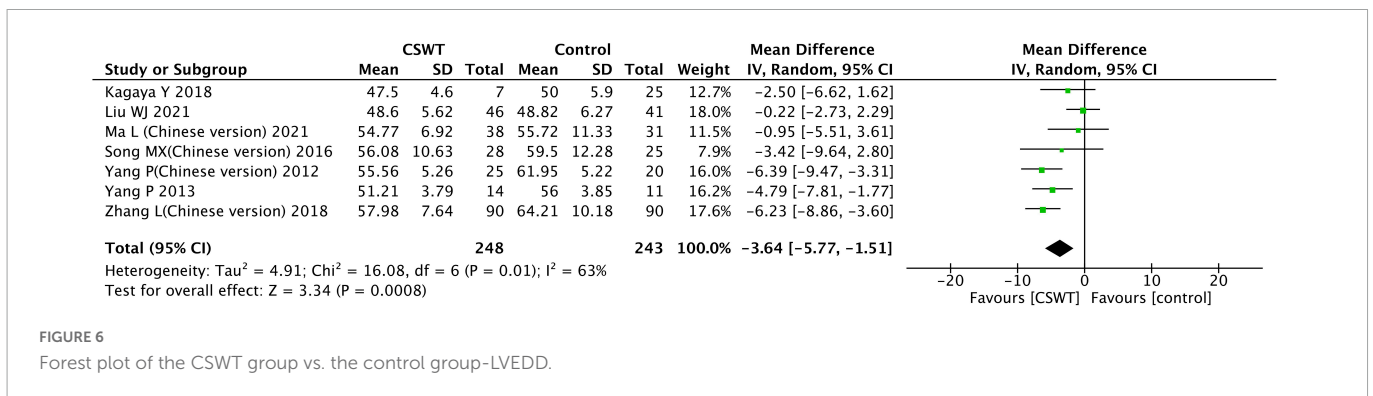 CSWT Control Mean Difference Mean Difference
Study or Subgroup Mean SD Total Mean SD Total Weight IV, Random, 95% CI IV, Random, 95% CI
Kagaya Y 2018 47.5 4.6 7 50 5.9 25 12.7% −2.50 [−6.62, 1.62]
Liu WJ 2021 48.6 5.62 46 48.82 6.27 41 18.0% −0.22 [−2.73, 2.29]
Ma L (Chinese version) 2021 54.77 6.92 38 55.72 11.33 31 11.5% −0.95 [−5.51, 3.61]
Song MX(Chinese version) 2016 56.08 10.63 28 59.5 12.28 25 7.9% −3.42 [−9.64, 2.80]
Yang P(Chinese version) 2012 55.56 5.26 25 61.95 5.22 20 16.0% −6.39 [−9.47, −3.31]
Yang P 2013 51.21 3.79 14 56 3.85 11 16.2% −4.79 [−7.81, −1.77]
Zhang L(Chinese version) 2018 57.98 7.64 90 64.21 10.18 90 17.6% −6.23 [−8.86, −3.60]
Total (95% CI) 248 243 100.0% −3.64 [−5.77, −1.51]
Heterogeneity: Tau² = 4.91; Chi² = 16.08, df = 6 (P = 0.01); I² = 63%
Test for overall effect: Z = 3.34 (P = 0.0008)
−20 −10 0 10 20
Favours [CSWT] Favours [control]
FIGURE 6
Forest plot of the CSWT group vs. the control group-LVEDD.